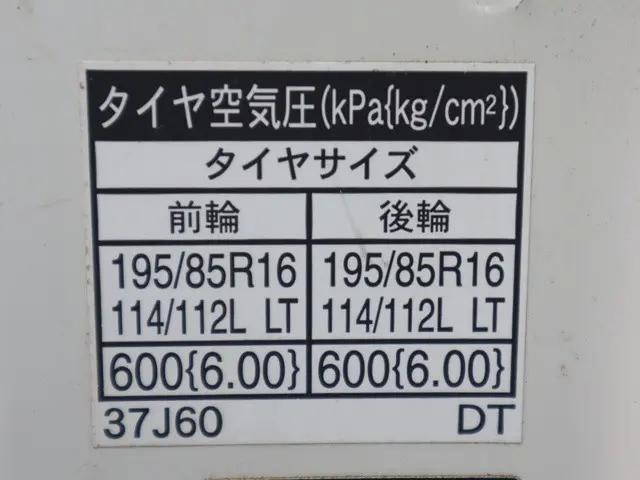 タイヤ空気圧(kPa{kg/cm²})
タイヤサイズ
前輪 後輪
195/85R16 195/85R16
114/112L LT 114/112L LT
600{6.00} 600{6.00}
37J60 DT